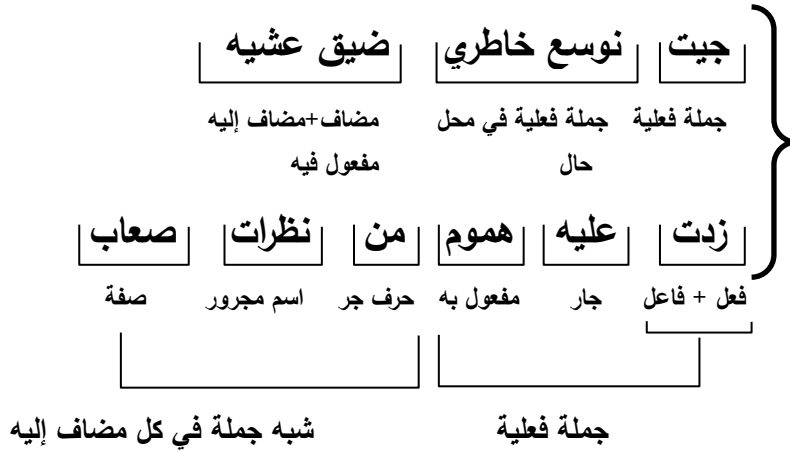 جيت نوسع خاطري ضيق عشيه
جملة فعلية جملة فعلية في محل مضاف+مضاف إليه
حال مفعول فيه
زدت عليه هموم من نظرات صعاب
فعل + فاعل جار مفعول به حرف جر اسم مجرور صفة
جملة فعلية شبه جملة في كل مضاف إليه